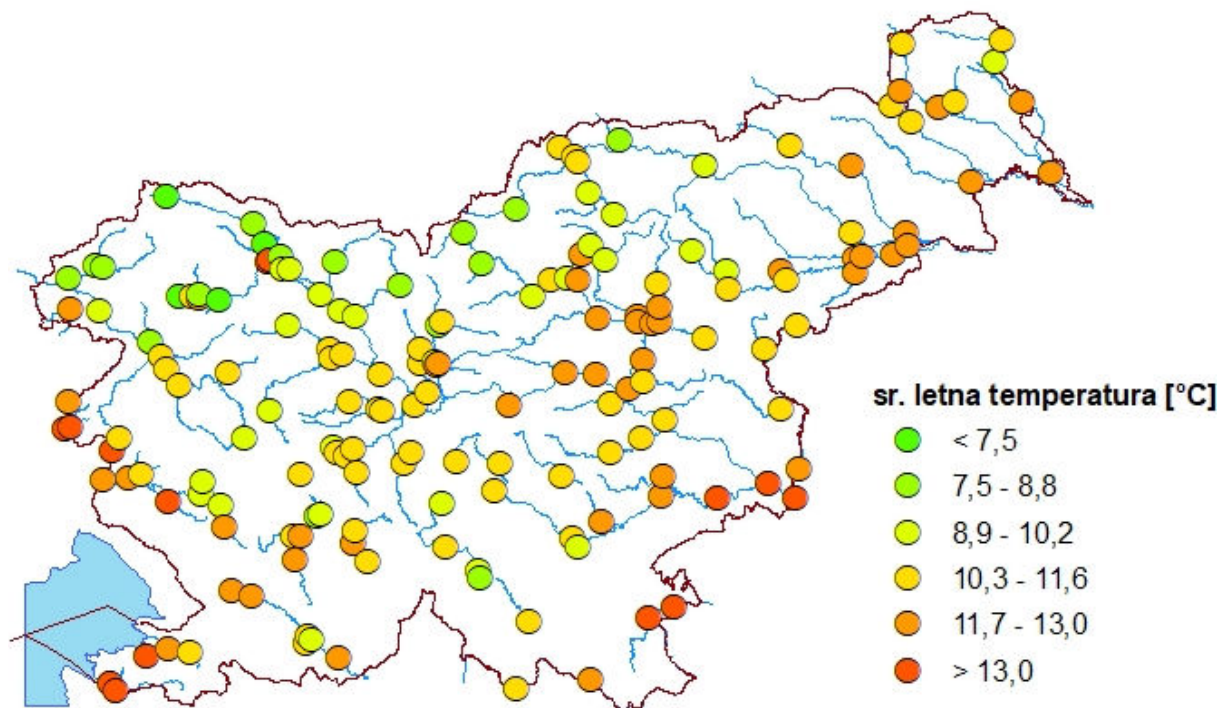 sr. letna temperatura [°C]
< 7,5
7,5 - 8,8
8,9 - 10,2
10,3 - 11,6
11,7 - 13,0
> 13,0